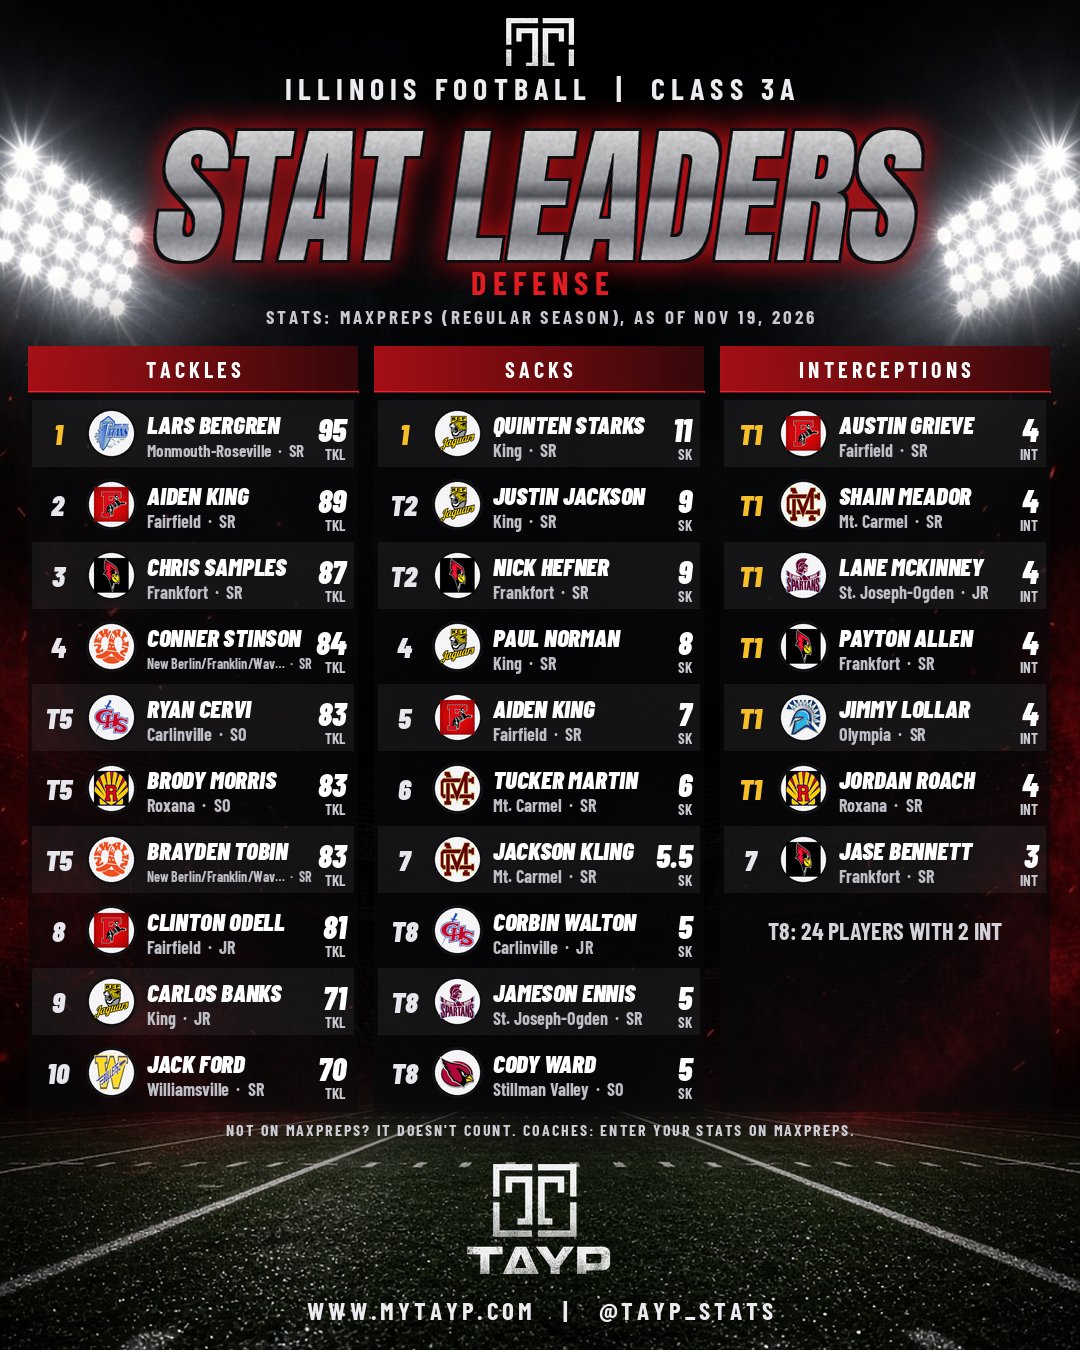 ILLINOIS FOOTBALL | CLASS 3A
STAT LEADERS
DEFENSE
STATS: MAXPREPS (REGULAR SEASON), AS OF NOV 19, 2026
TACKLES
1 LARS BERGREN 95
Monmouth-Roseville · SR TKL
2 AIDEN KING 89
Fairfield · SR TKL
3 CHRIS SAMPLES 87
Frankfort · SR TKL
4 CONNER STINSON 84
New Berlin/Franklin/Wav... · SR TKL
T5 RYAN CERVI 83
Carlinville · SO TKL
T5 BRODY MORRIS 83
Roxana · SO TKL
T5 BRAYDEN TOBIN 83
New Berlin/Franklin/Wav... · SR TKL
8 CLINTON ODELL 81
Fairfield · JR TKL
9 CARLOS BANKS 71
King · JR TKL
10 JACK FORD 70
Williamsville · SR TKL
SACKS
1 QUINTEN STARKS 11
King · SR SK
T2 JUSTIN JACKSON 9
King · SR SK
T2 NICK HEFNER 9
Frankfort · SR SK
4 PAUL NORMAN 8
King · SR SK
5 AIDEN KING 7
Fairfield · SR SK
6 TUCKER MARTIN 6
Mt. Carmel · SR SK
7 JACKSON KLING 5.5
Mt. Carmel · SR SK
T8 CORBIN WALTON 5
Carlinville · JR SK
T8 JAMESON ENNIS 5
St. Joseph-Ogden · SR SK
T8 CODY WARD 5
Stillman Valley · SO SK
INTERCEPTIONS
T1 AUSTIN GRIEVE 4
Fairfield · SR INT
T1 SHAIN MEADOR 4
Mt. Carmel · SR INT
T1 LANE MCKINNEY 4
St. Joseph-Ogden · JR INT
T1 PAYTON ALLEN 4
Frankfort · SR INT
T1 JIMMY LOLLAR 4
Olympia · SR INT
T1 JORDAN ROACH 4
Roxana · SR INT
7 JASE BENNETT 3
Frankfort · SR INT
T8: 24 PLAYERS WITH 2 INT
NOT ON MAXPREPS? IT DOESN'T COUNT. COACHES: ENTER YOUR STATS ON MAXPREPS.
TAYP
WWW.MYTAYP.COM | @TAYP_STATS